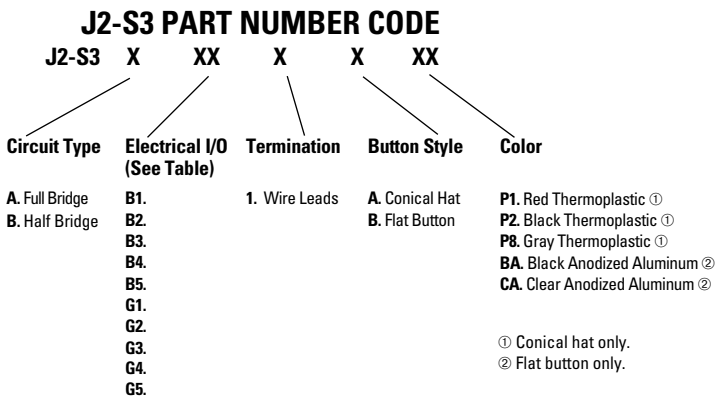 J2-S3 PART NUMBER CODE
J2-S3 X XX X X XX
Circuit Type
A. Full Bridge
B. Half Bridge
Electrical I/O
(See Table)
B1.
B2.
B3.
B4.
B5.
G1.
G2.
G3.
G4.
G5.
Termination
1. Wire Leads
Button Style
A. Conical Hat
B. Flat Button
Color
P1. Red Thermoplastic ①
P2. Black Thermoplastic ①
P8. Gray Thermoplastic ①
BA. Black Anodized Aluminum ②
CA. Clear Anodized Aluminum ②
① Conical hat only.
② Flat button only.